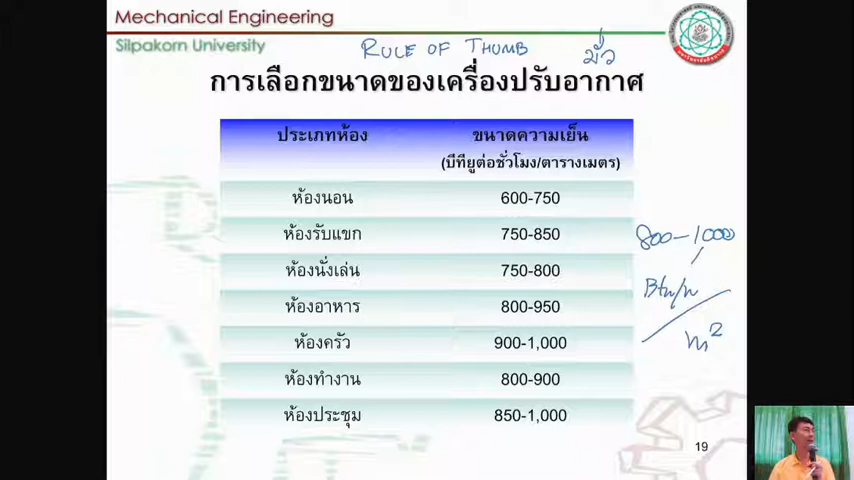 Mechanical Engineering
Silpakorn University
RULE OF THUMB
มั่ว
การเลือกขนาดของเครื่องปรับอากาศ
ประเภทห้อง ขนาดความเย็น
(บีทียูต่อชั่วโมง/ตารางเมตร)
ห้องนอน 600-750
ห้องรับแขก 750-850
ห้องนั่งเล่น 750-800
ห้องอาหาร 800-950
ห้องครัว 900-1,000
ห้องทำงาน 800-900
ห้องประชุม 850-1,000
800-1000
Btu/h
m²
19